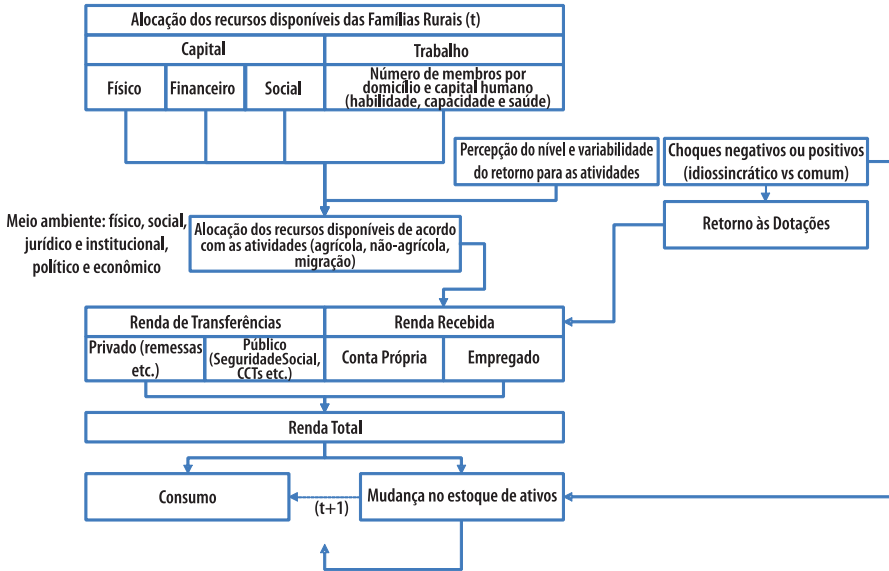 Alocação dos recursos disponíveis das Famílias Rurais (t)
Capital
Trabalho
Físico
Financeiro
Social
Número de membros por
domicílio e capital humano
(habilidade, capacidade e saúde)
Percepção do nível e variabilidade
do retorno para as atividades
Choques negativos ou positivos
(idiossincrático vs comum)
Retorno às Dotações
Meio ambiente: físico, social,
jurídico e institucional,
político e econômico
Alocação dos recursos disponíveis de acordo
com as atividades (agrícola, não-agrícola,
migração)
Renda de Transferências
Renda Recebida
Privado (remessas
etc.)
Público
(SeguridadeSocial,
CCTs etc.)
Conta Própria
Empregado
Renda Total
Consumo
(t+1)
Mudança no estoque de ativos